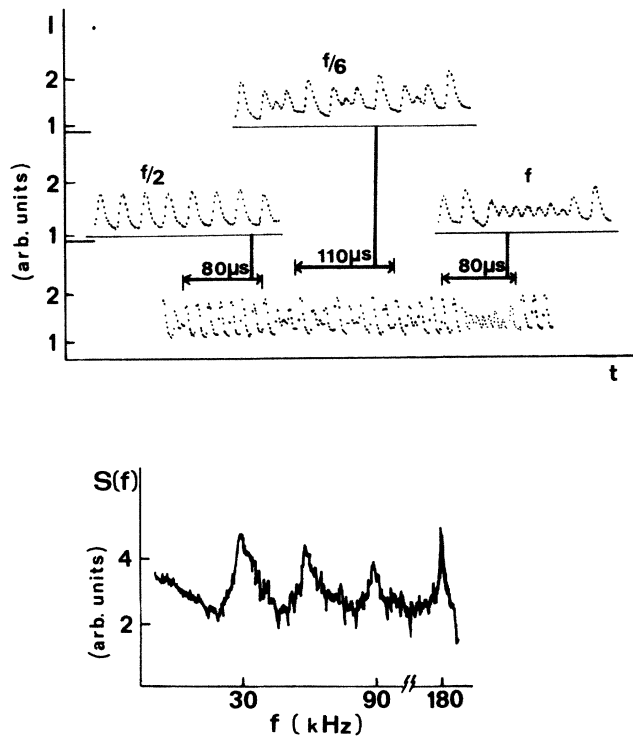 I
f/6
2
1
f/2
f
2
1
(arb. units)
80µs
110µs
80µs
2
1
t
S(f)
4
2
(arb. units)
30
90
180
f (kHz)